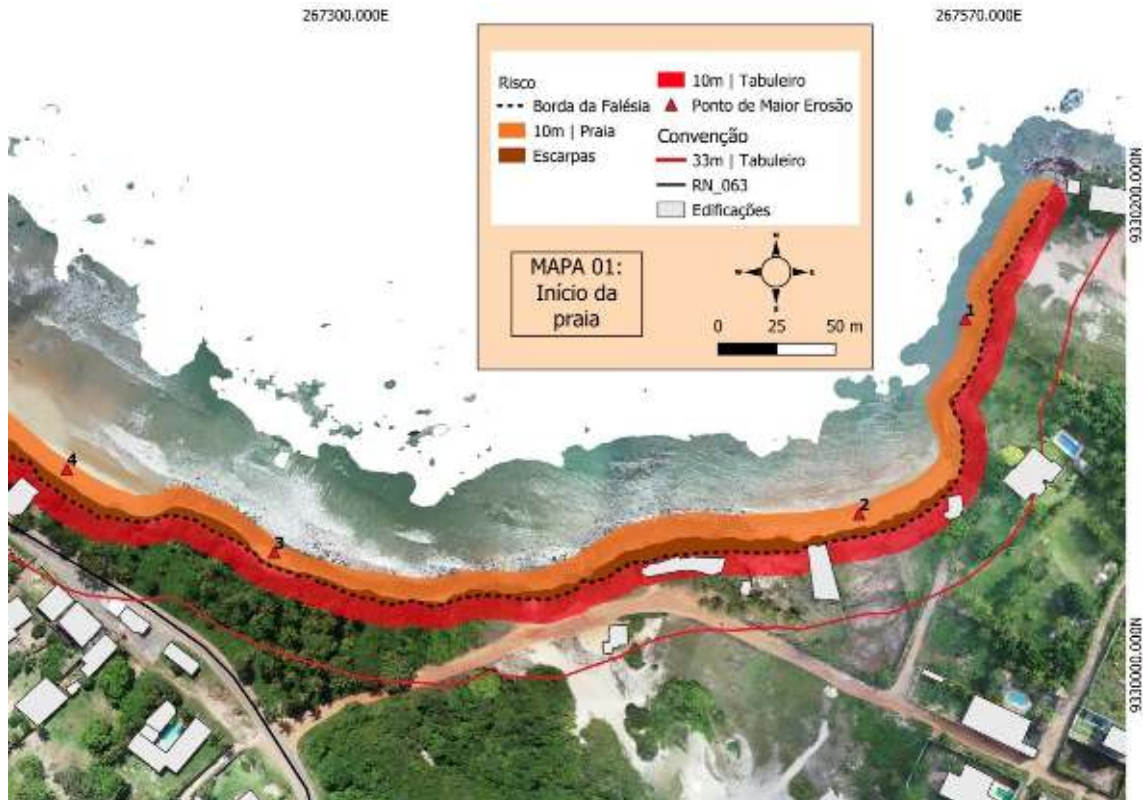 267300.000E
267570.000E
Risco
Borda da Falésia
10m | Praia
Escarpas
10m | Tabuleiro
Ponto de Maior Erosão
Convenção
33m | Tabuleiro
RN_063
Edificações
MAPA 01:
Início da
praia
N
W
E
S
0 25 50 m
9330200.000N
1
2
3
4
9330000.000N